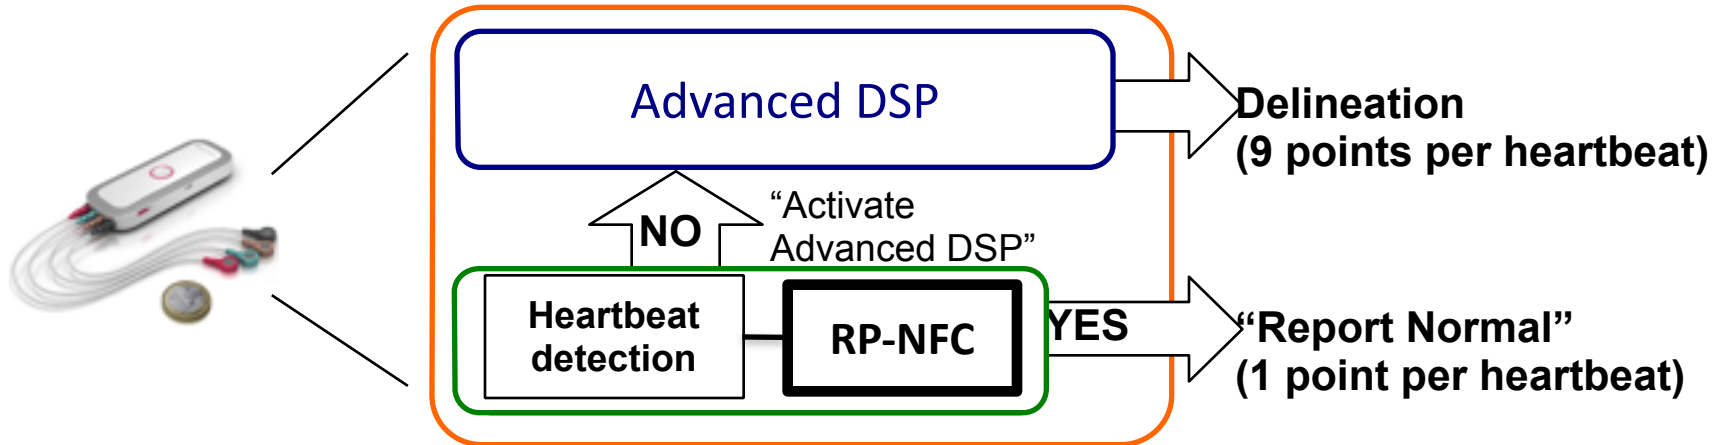 Advanced DSP
Delineation
(9 points per heartbeat)
NO
“Activate
Advanced DSP”
Heartbeat
detection
RP-NFC
YES
“Report Normal”
(1 point per heartbeat)